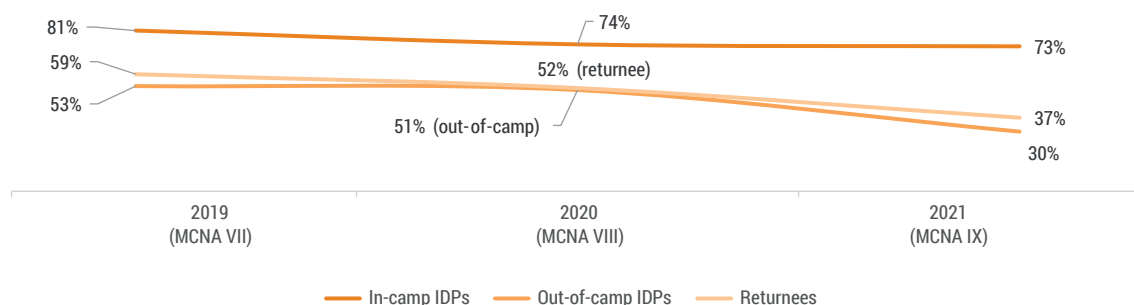 81%
74%
73%
59%
52% (returnee)
53%
51% (out-of-camp)
37%
30%
2019
(MCNA VII)
2020
(MCNA VIII)
2021
(MCNA IX)
In-camp IDPs
Out-of-camp IDPs
Returnees